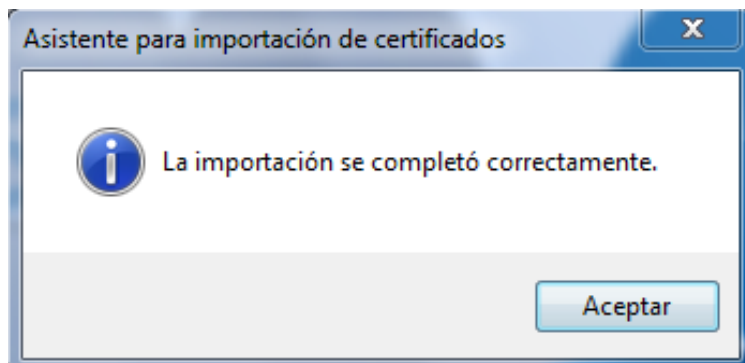 Asistente para importación de certificados
La importación se completó correctamente.
Aceptar